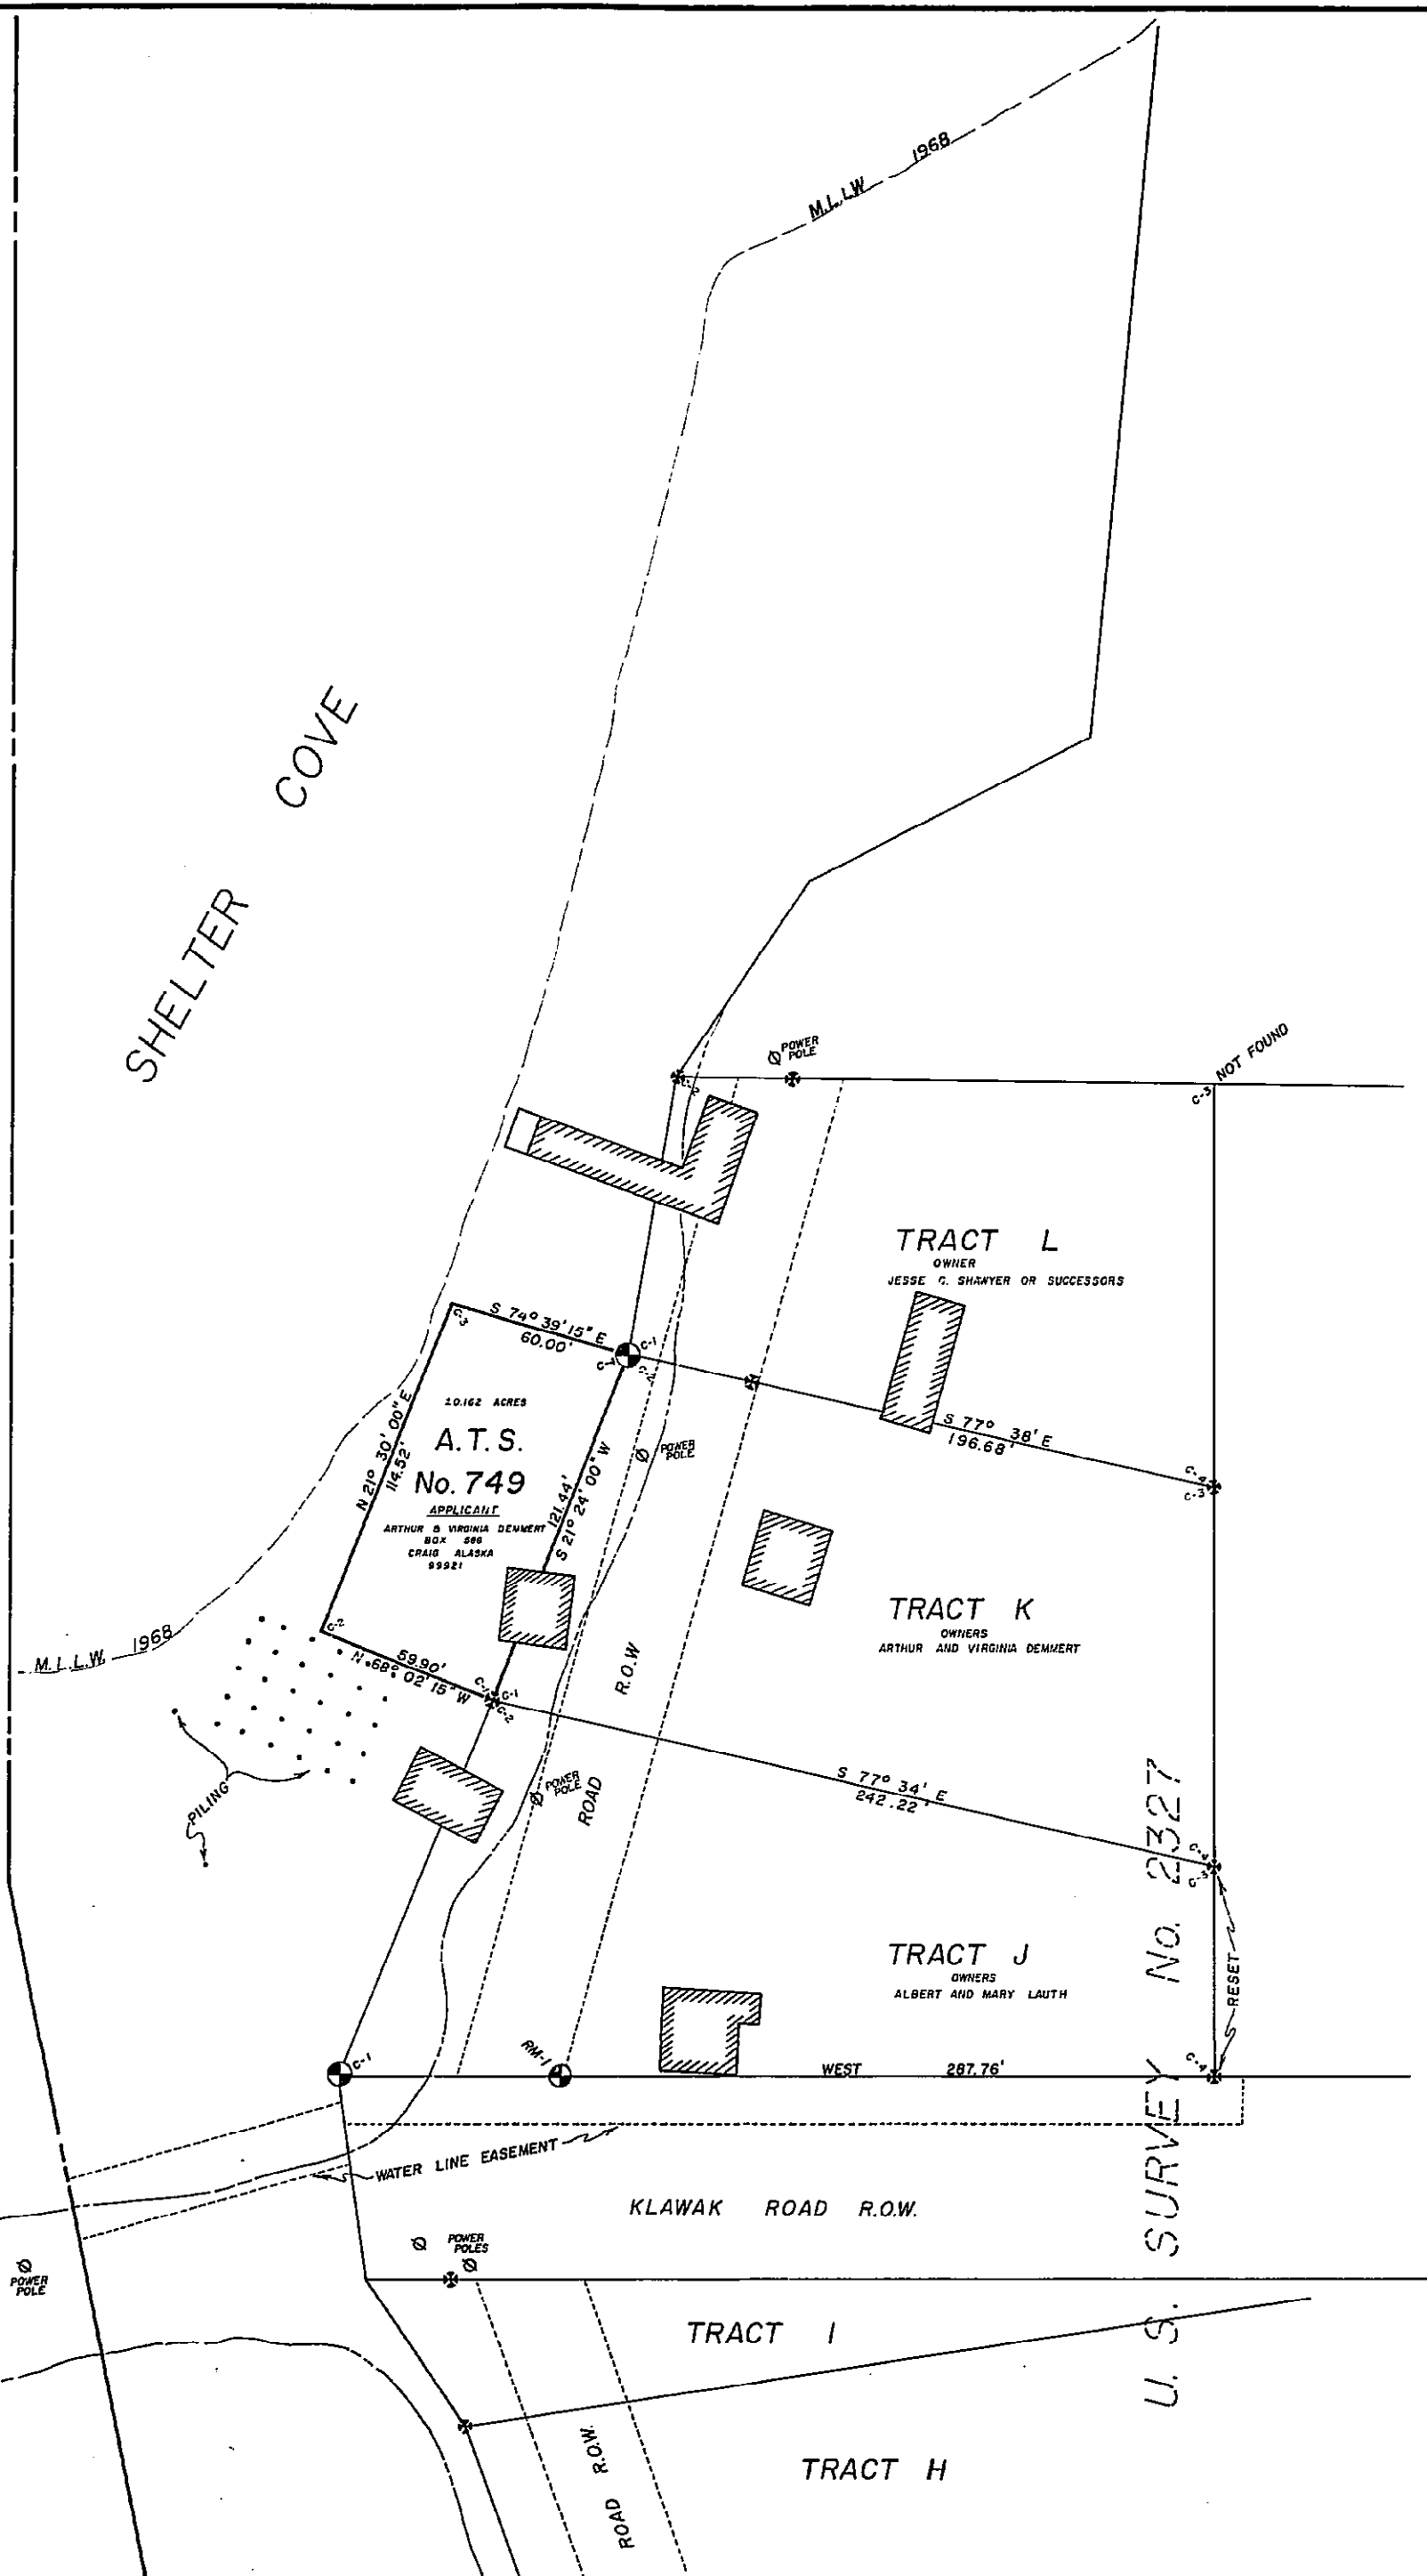 1968
M.L.L.W.
SHELTER COVE
POWER
POLE
C-2
C-3
NOT FOUND
TRACT L
OWNER
JESSE C. SHAWYER OR SUCCESSORS
S 74° 39' 15" E
60.00'
C-3
C-1
C-4
C-2
±0.162 ACRES
A.T.S.
No. 749
APPLICANT
ARTHUR & VIRGINIA DEMMERT
BOX 566
CRAIG ALASKA
99921
N 21° 30' 00" E
114.52'
121.44'
S 21° 24' 00" W
POWER
POLE
S 77° 38' E
196.68'
C-4
C-3
TRACT K
OWNERS
ARTHUR AND VIRGINIA DEMMERT
C-2
M.L.L.W. 1968
59.90'
N 68° 02' 15" W
C-1
C-1
C-2
R.O.W
ROAD
POWER
POLE
PILING
S 77° 34' E
242.22'
C-4
C-3
TRACT J
OWNERS
ALBERT AND MARY LAUTH
RESET
U. S. SURVEY No. 2327
C-1
RM-1
WEST 287.76'
C-4
WATER LINE EASEMENT
KLAWAK ROAD R.O.W.
POWER
POLES
POWER
POLE
TRACT I
ROAD R.O.W.
TRACT H